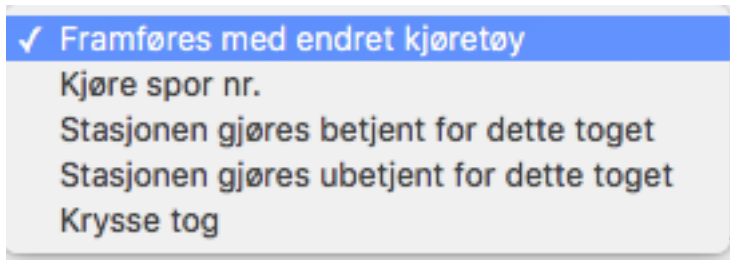 ✓ Framføres med endret kjøretøy
Kjøre spor nr.
Stasjonen gjøres betjent for dette toget
Stasjonen gjøres ubetjent for dette toget
Krysse tog